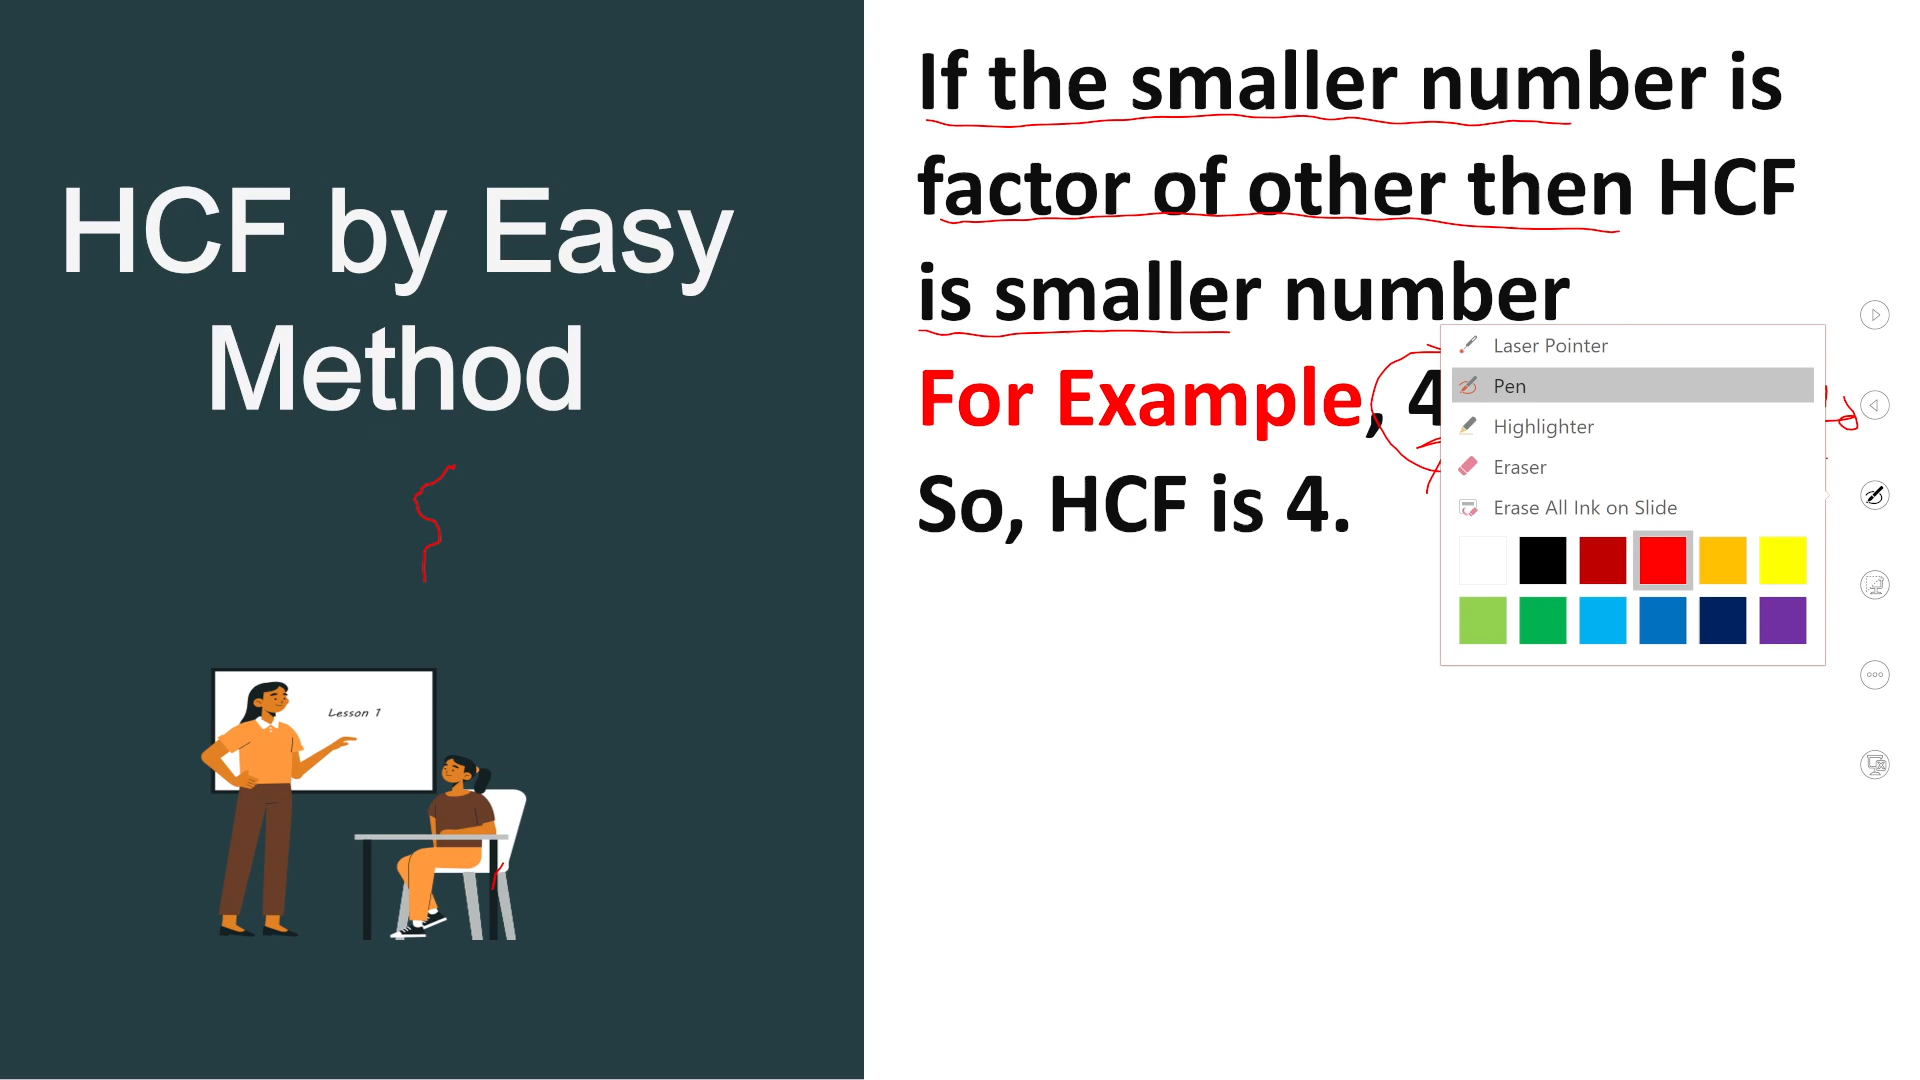 HCF by Easy
Method
Lesson 1
If the smaller number is
factor of other then HCF
is smaller number
For Example, 4
So, HCF is 4.
Laser Pointer
Pen
Highlighter
Eraser
Erase All Ink on Slide